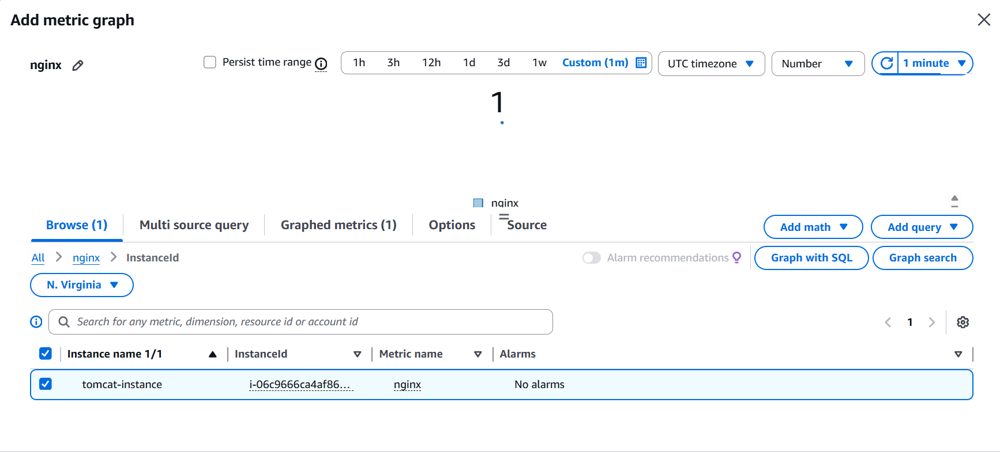 Add metric graph
nginx
Persist time range
1h 3h 12h 1d 3d 1w Custom (1m)
UTC timezone
Number
1 minute
1
nginx
Browse (1) Multi source query Graphed metrics (1) Options Source
Add math Add query
All nginx InstanceId
Alarm recommendations
Graph with SQL Graph search
N. Virginia
Search for any metric, dimension, resource id or account id
1
Instance name 1/1 InstanceId Metric name Alarms
tomcat-instance i-06c9666ca4af86... nginx No alarms